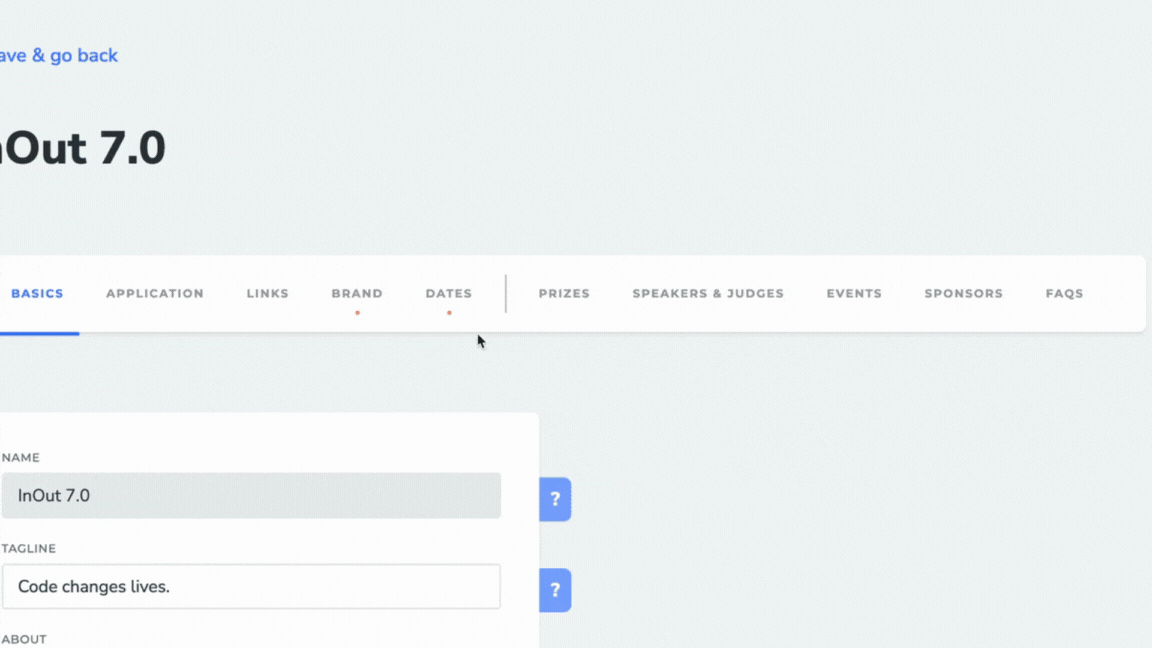 ave & go back
nOut 7.0
BASICS APPLICATION LINKS BRAND DATES PRIZES SPEAKERS & JUDGES EVENTS SPONSORS FAQS
NAME
InOut 7.0
?
TAGLINE
Code changes lives.
?
ABOUT